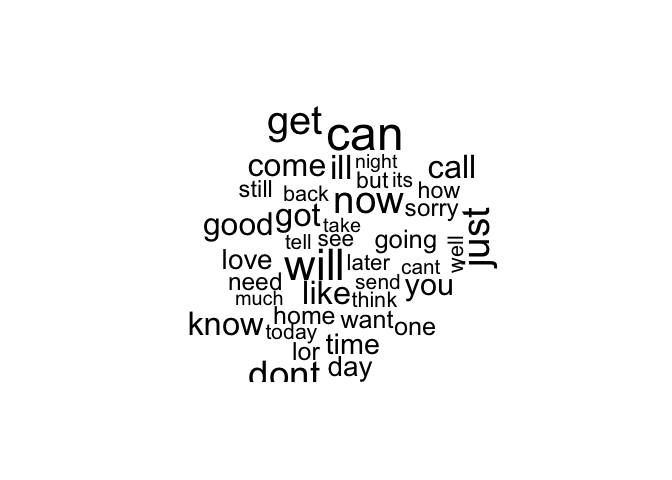 get can
come ill night call
still back but its how
now sorry
good got take just
tell see going well
love will later cant
need like send you
much think
know home want one
today
lor time
dont day